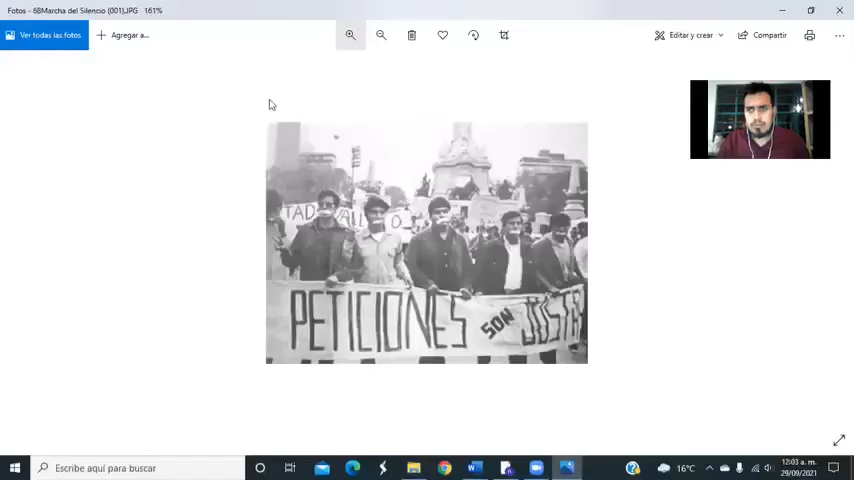 Fotos - 68Marcha del Silencio (001).JPG 161%
Ver todas las fotos
Agregar a...
Editar y crear
Compartir
PETICIONES SON JUSTA
Escribe aquí para buscar
16°C
12:03 a. m.
29/09/2021